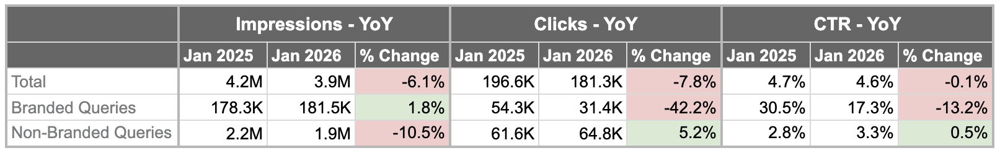 Impressions - YoY Clicks - YoY CTR - YoY
Jan 2025 Jan 2026 % Change Jan 2025 Jan 2026 % Change Jan 2025 Jan 2026 % Change
Total 4.2M 3.9M -6.1% 196.6K 181.3K -7.8% 4.7% 4.6% -0.1%
Branded Queries 178.3K 181.5K 1.8% 54.3K 31.4K -42.2% 30.5% 17.3% -13.2%
Non-Branded Queries 2.2M 1.9M -10.5% 61.6K 64.8K 5.2% 2.8% 3.3% 0.5%